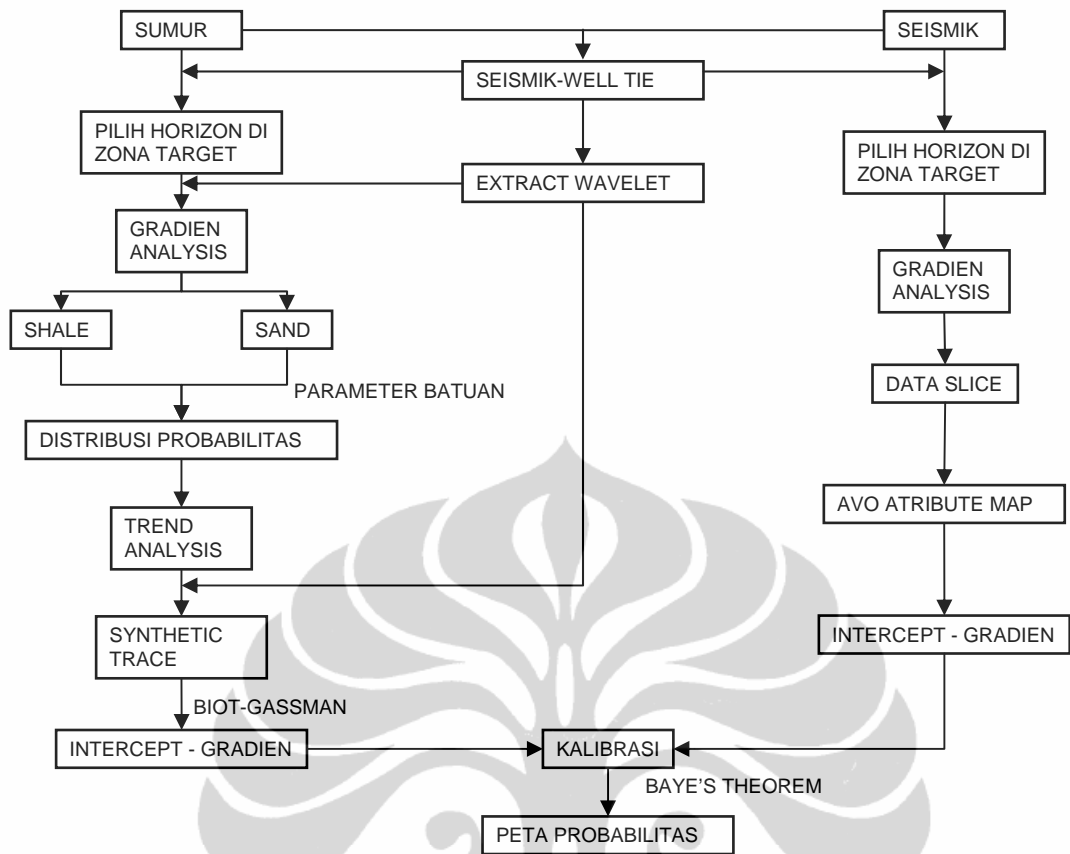 SUMUR
SEISMIK
SEISMIK-WELL TIE
PILIH HORIZON DI
ZONA TARGET
PILIH HORIZON DI
ZONA TARGET
EXTRACT WAVELET
GRADIEN
ANALYSIS
GRADIEN
ANALYSIS
SHALE
SAND
PARAMETER BATUAN
DATA SLICE
DISTRIBUSI PROBABILITAS
AVO ATRIBUTE MAP
TREND
ANALYSIS
SYNTHETIC
TRACE
INTERCEPT - GRADIEN
BIOT-GASSMAN
INTERCEPT - GRADIEN
KALIBRASI
BAYE'S THEOREM
PETA PROBABILITAS